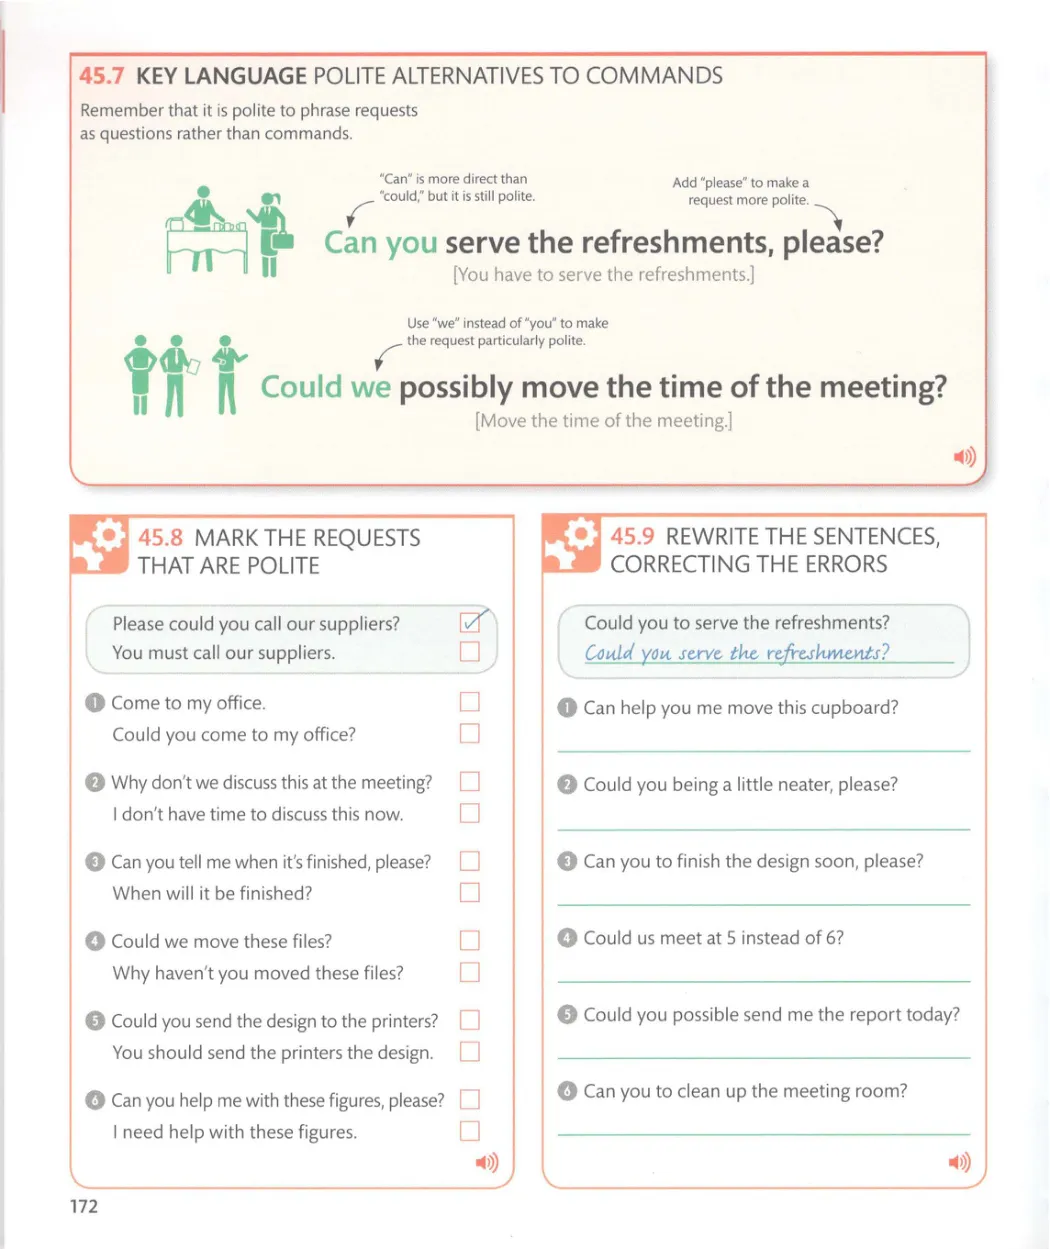 45.7 KEY LANGUAGE POLITE ALTERNATIVES TO COMMANDS
Remember that it is polite to phrase requests
as questions rather than commands.
"Can" is more direct than
"could," but it is still polite.
Add "please" to make a
request more polite.
Can you serve the refreshments, please?
[You have to serve the refreshments.]
Use "we" instead of "you" to make
the request particularly polite.
Could we possibly move the time of the meeting?
[Move the time of the meeting.]
45.8 MARK THE REQUESTS
THAT ARE POLITE
Please could you call our suppliers?
You must call our suppliers.
1 Come to my office.
Could you come to my office?
2 Why don't we discuss this at the meeting?
I don't have time to discuss this now.
3 Can you tell me when it's finished, please?
When will it be finished?
4 Could we move these files?
Why haven't you moved these files?
5 Could you send the design to the printers?
You should send the printers the design.
6 Can you help me with these figures, please?
I need help with these figures.
45.9 REWRITE THE SENTENCES,
CORRECTING THE ERRORS
Could you to serve the refreshments?
Could you serve the refreshments?
1 Can help you me move this cupboard?
2 Could you being a little neater, please?
3 Can you to finish the design soon, please?
4 Could us meet at 5 instead of 6?
5 Could you possible send me the report today?
6 Can you to clean up the meeting room?
172